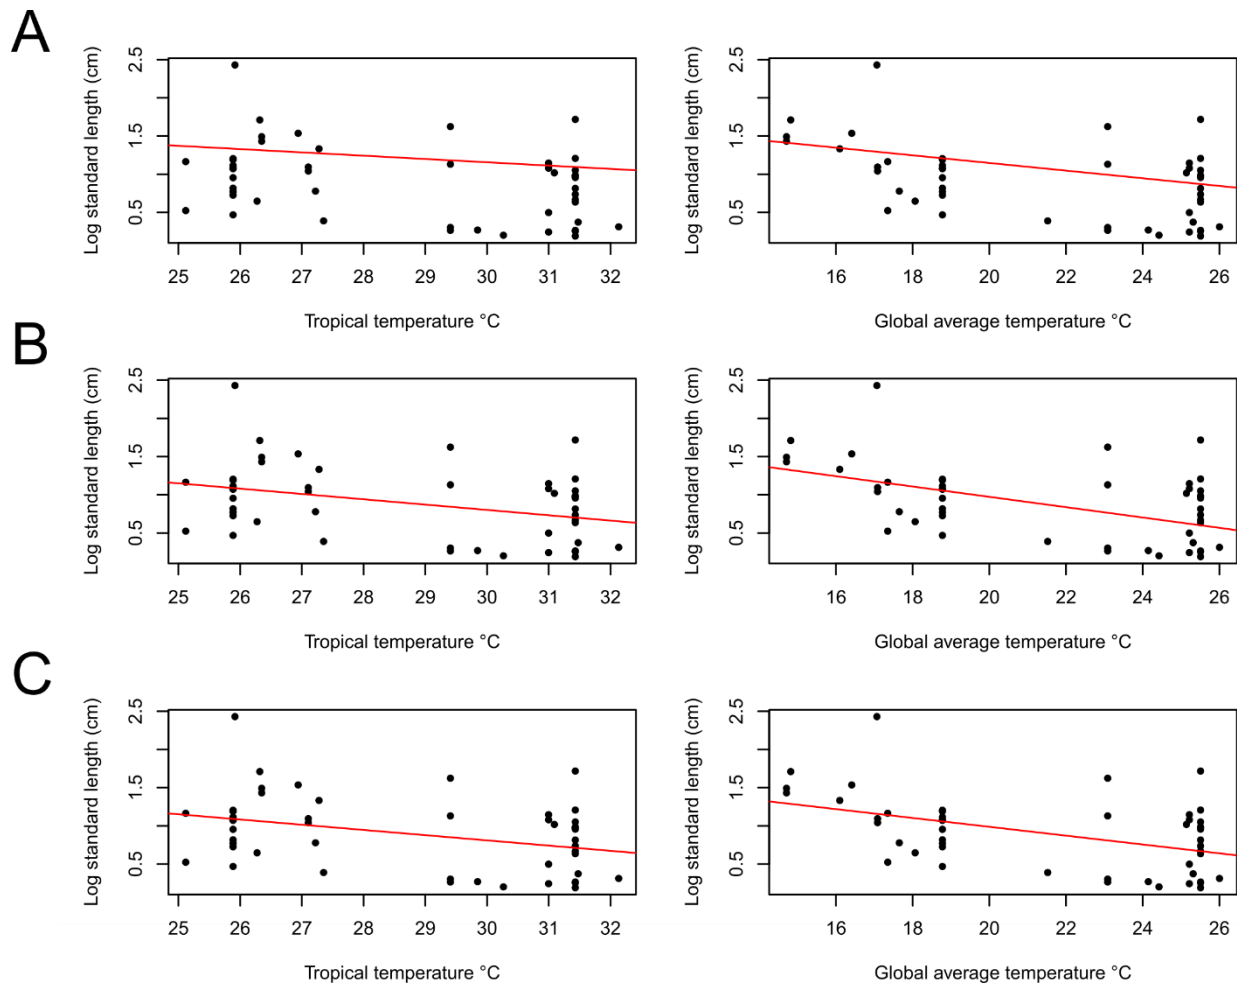 A
Log standard length (cm)
0.5 1.5 2.5
25 26 27 28 29 30 31 32
Tropical temperature °C
Log standard length (cm)
0.5 1.5 2.5
16 18 20 22 24 26
Global average temperature °C
B
Log standard length (cm)
0.5 1.5 2.5
25 26 27 28 29 30 31 32
Tropical temperature °C
Log standard length (cm)
0.5 1.5 2.5
16 18 20 22 24 26
Global average temperature °C
C
Log standard length (cm)
0.5 1.5 2.5
25 26 27 28 29 30 31 32
Tropical temperature °C
Log standard length (cm)
0.5 1.5 2.5
16 18 20 22 24 26
Global average temperature °C